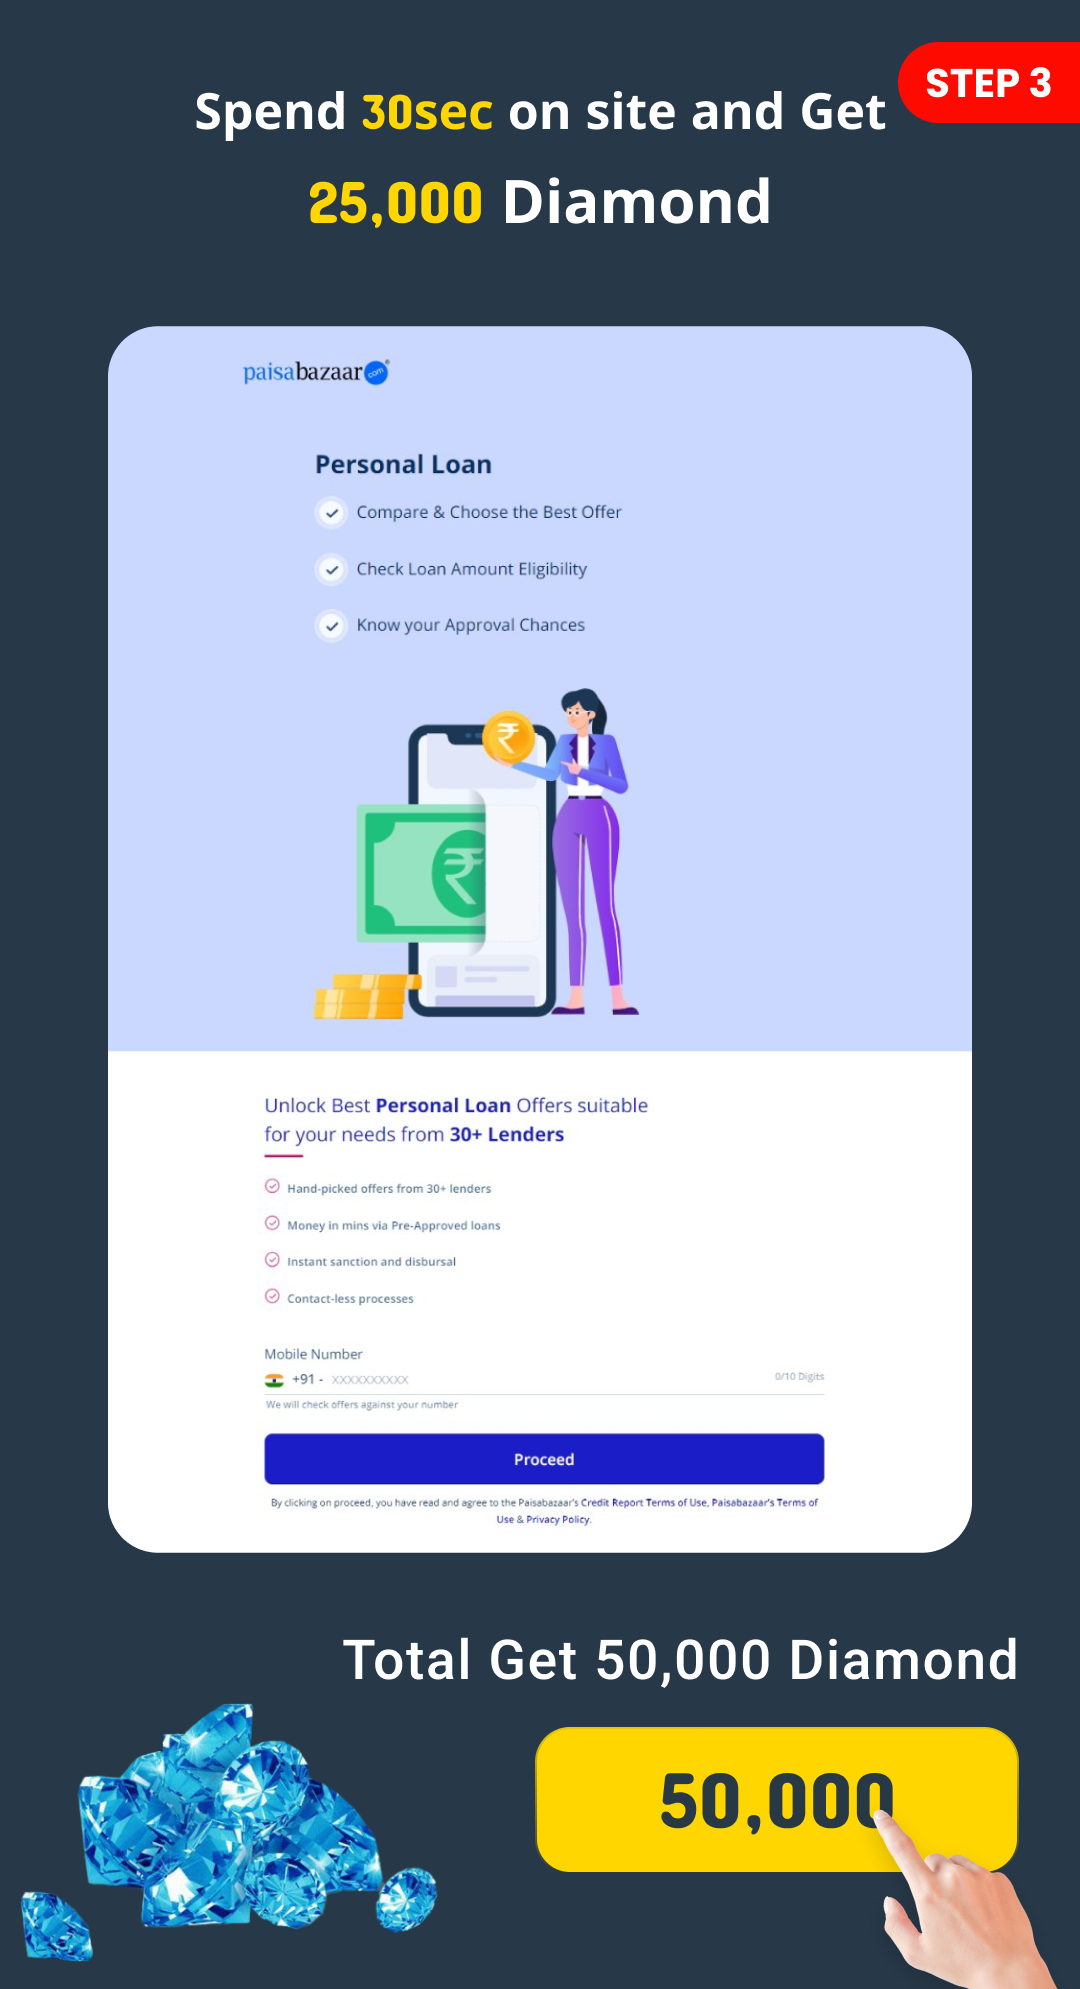 STEP 3
Spend 30sec on site and Get
25,000 Diamond
paisabazaar.com®
Personal Loan
Compare & Choose the Best Offer
Check Loan Amount Eligibility
Know your Approval Chances
₹
₹
Unlock Best Personal Loan Offers suitable
for your needs from 30+ Lenders
Hand-picked offers from 30+ lenders
Money in mins via Pre-Approved loans
Instant sanction and disbursal
Contact-less processes
Mobile Number
+91 - XXXXXXXXXX 0/10 Digits
We will check offers against your number
Proceed
By clicking on proceed, you have read and agree to the Paisabazaar's Credit Report Terms of Use, Paisabazaar's Terms of
Use & Privacy Policy.
Total Get 50,000 Diamond
50,000